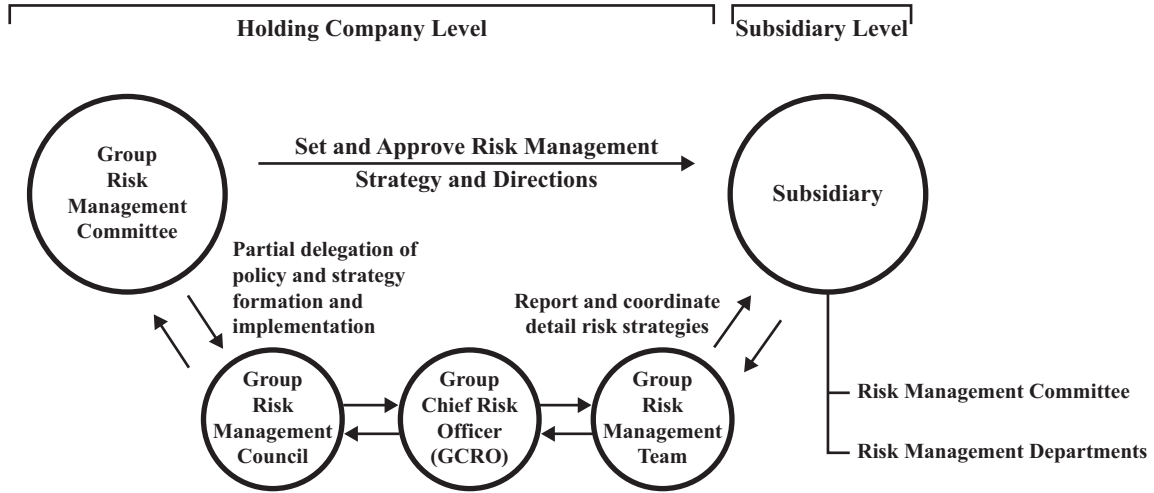 Holding Company Level
Subsidiary Level
Group
Risk
Management
Committee
Set and Approve Risk Management
Strategy and Directions
Subsidiary
Partial delegation of
policy and strategy
formation and
implementation
Report and coordinate
detail risk strategies
Group
Risk
Management
Council
Group
Chief Risk
Officer
(GCRO)
Group
Risk
Management
Team
Risk Management Committee
Risk Management Departments